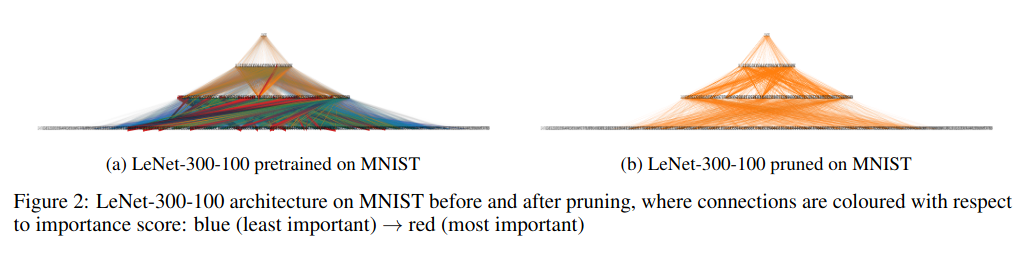 (a) LeNet-300-100 pretrained on MNIST
(b) LeNet-300-100 pruned on MNIST
Figure 2: LeNet-300-100 architecture on MNIST before and after pruning, where connections are coloured with respect
to importance score: blue (least important) → red (most important)